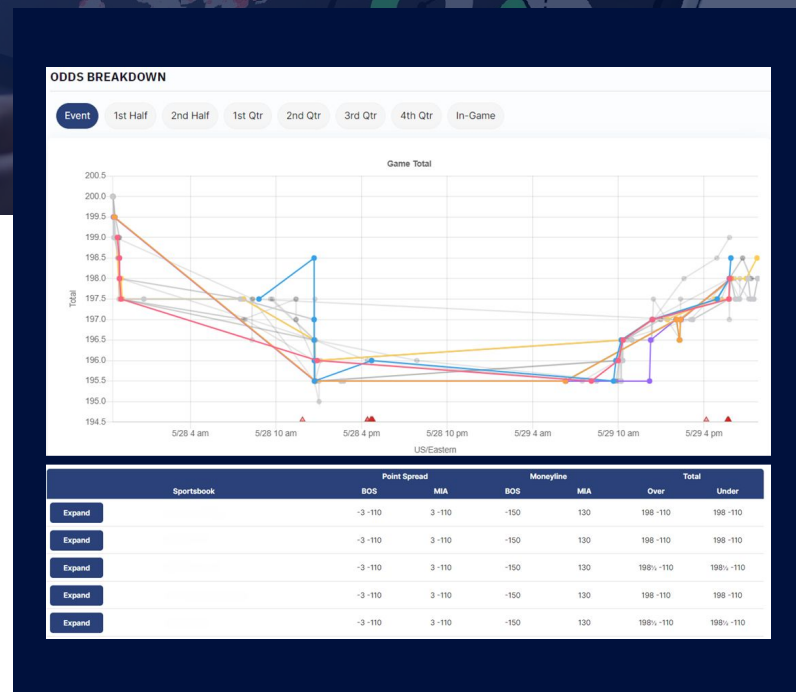 ODDS BREAKDOWN
Event 1st Half 2nd Half 1st Qtr 2nd Qtr 3rd Qtr 4th Qtr In-Game
Game Total
200.5
200.0
199.5
199.0
198.5
198.0
197.5
197.0
196.5
196.0
195.5
195.0
194.5
Total
5/28 4 am 5/28 10 am 5/28 4 pm 5/28 10 pm 5/29 4 am 5/29 10 am 5/29 4 pm
US/Eastern
Point Spread Moneyline Total
Sportsbook BOS MIA BOS MIA Over Under
Expand -3 -110 3 -110 -150 130 198 -110 198 -110
Expand -3 -110 3 -110 -150 130 198 -110 198 -110
Expand -3 -110 3 -110 -150 130 198½ -110 198½ -110
Expand -3 -110 3 -110 -150 130 198 -110 198 -110
Expand -3 -110 3 -110 -150 130 198½ -110 198½ -110